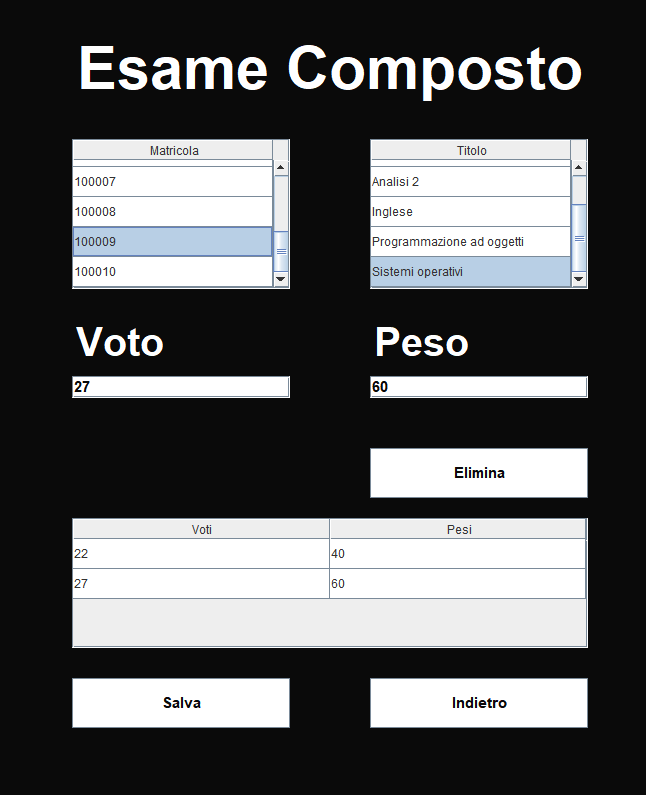 Esame Composto
Matricola
100007
100008
100009
100010
Titolo
Analisi 2
Inglese
Programmazione ad oggetti
Sistemi operativi
Voto
27
Peso
60
Elimina
Voti Pesi
22 40
27 60
Salva Indietro